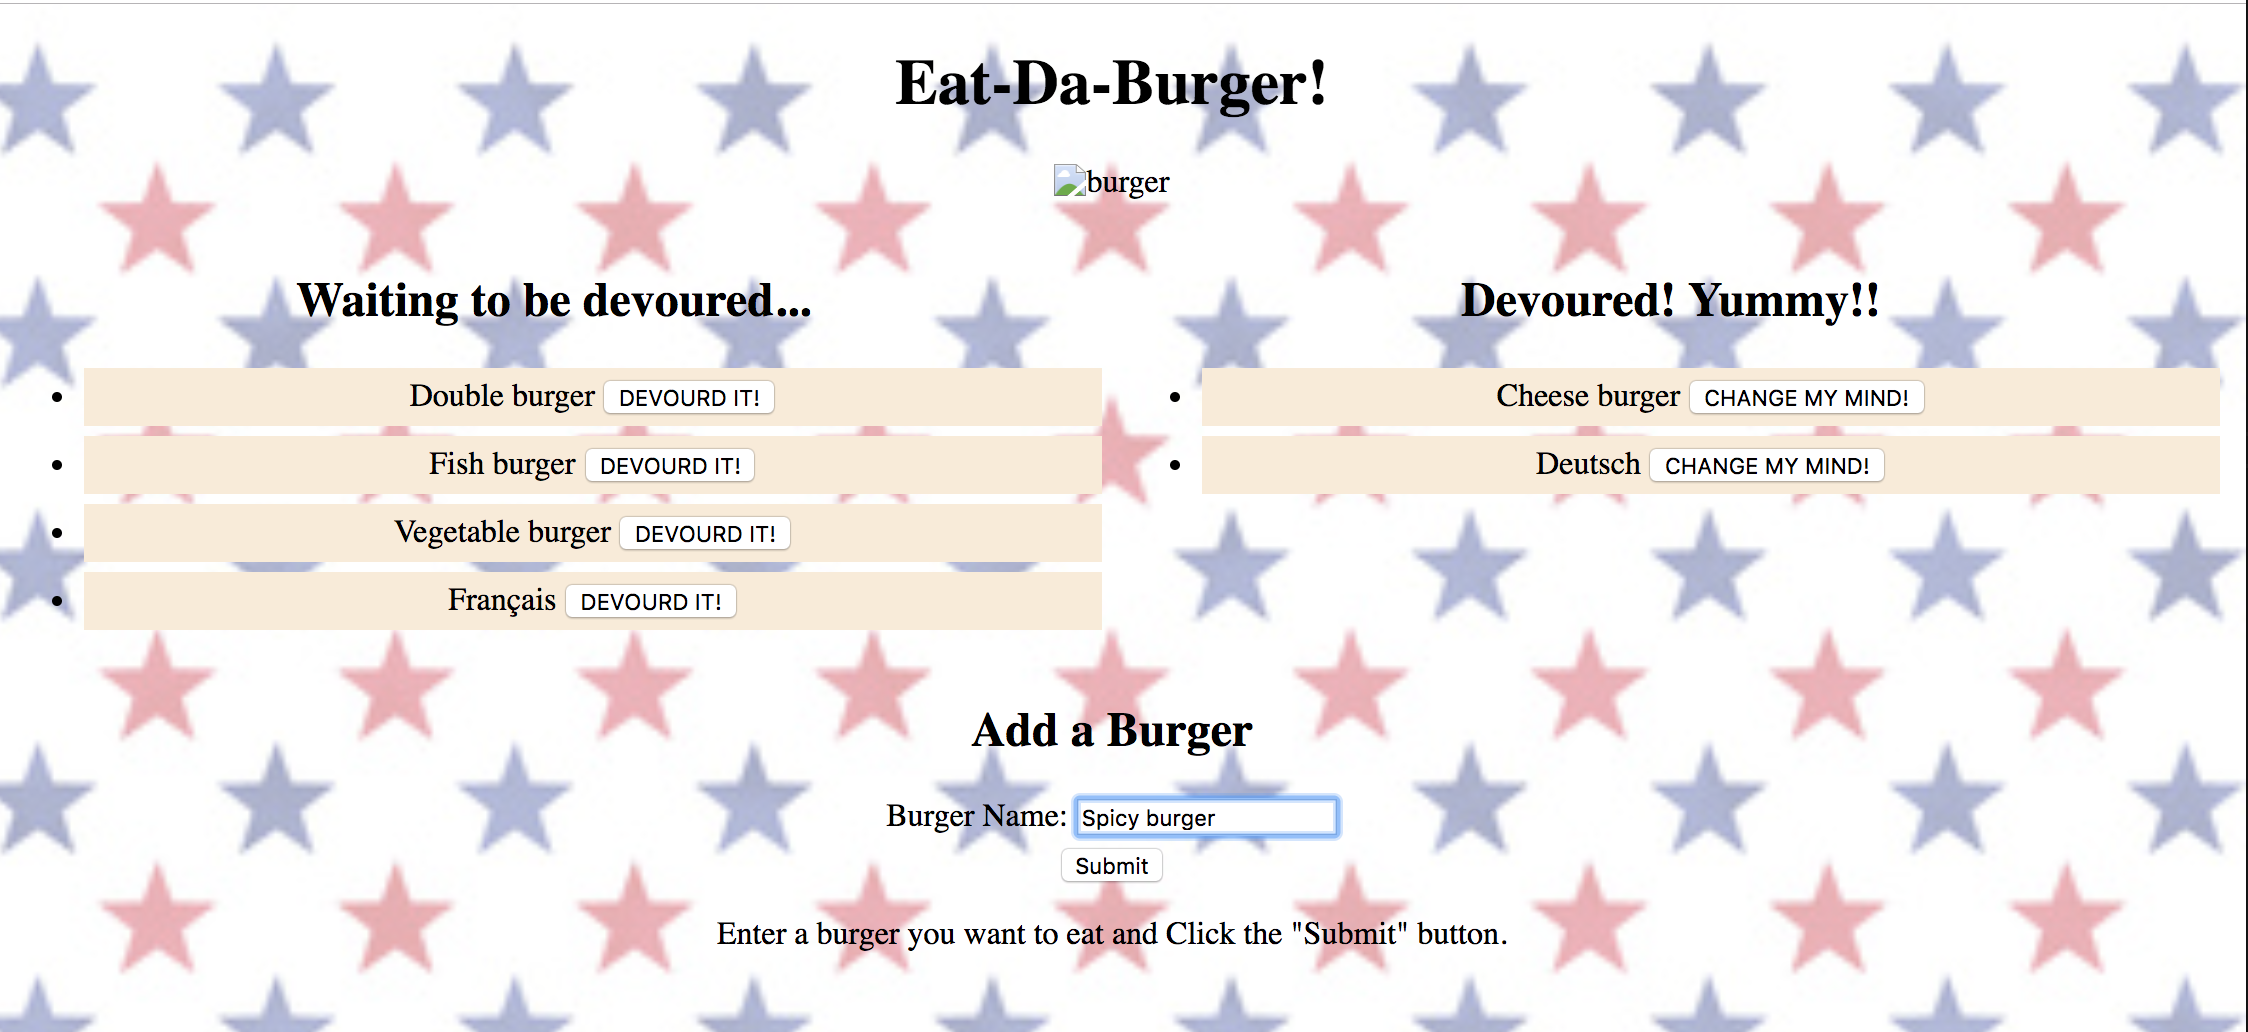 Eat-Da-Burger!
burger
Waiting to be devoured...
Double burger DEVOURD IT!
Fish burger DEVOURD IT!
Vegetable burger DEVOURD IT!
Français DEVOURD IT!
Devoured! Yummy!!
Cheese burger CHANGE MY MIND!
Deutsch CHANGE MY MIND!
Add a Burger
Burger Name: Spicy burger
Submit
Enter a burger you want to eat and Click the "Submit" button.